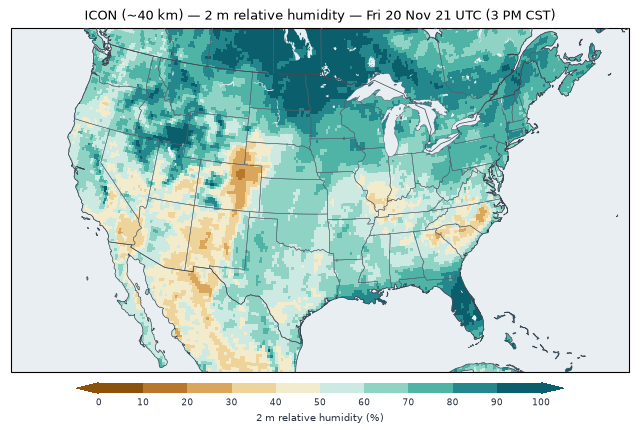 ICON (~40 km) — 2 m relative humidity — Fri 20 Nov 21 UTC (3 PM CST)
0 10 20 30 40 50 60 70 80 90 100
2 m relative humidity (%)